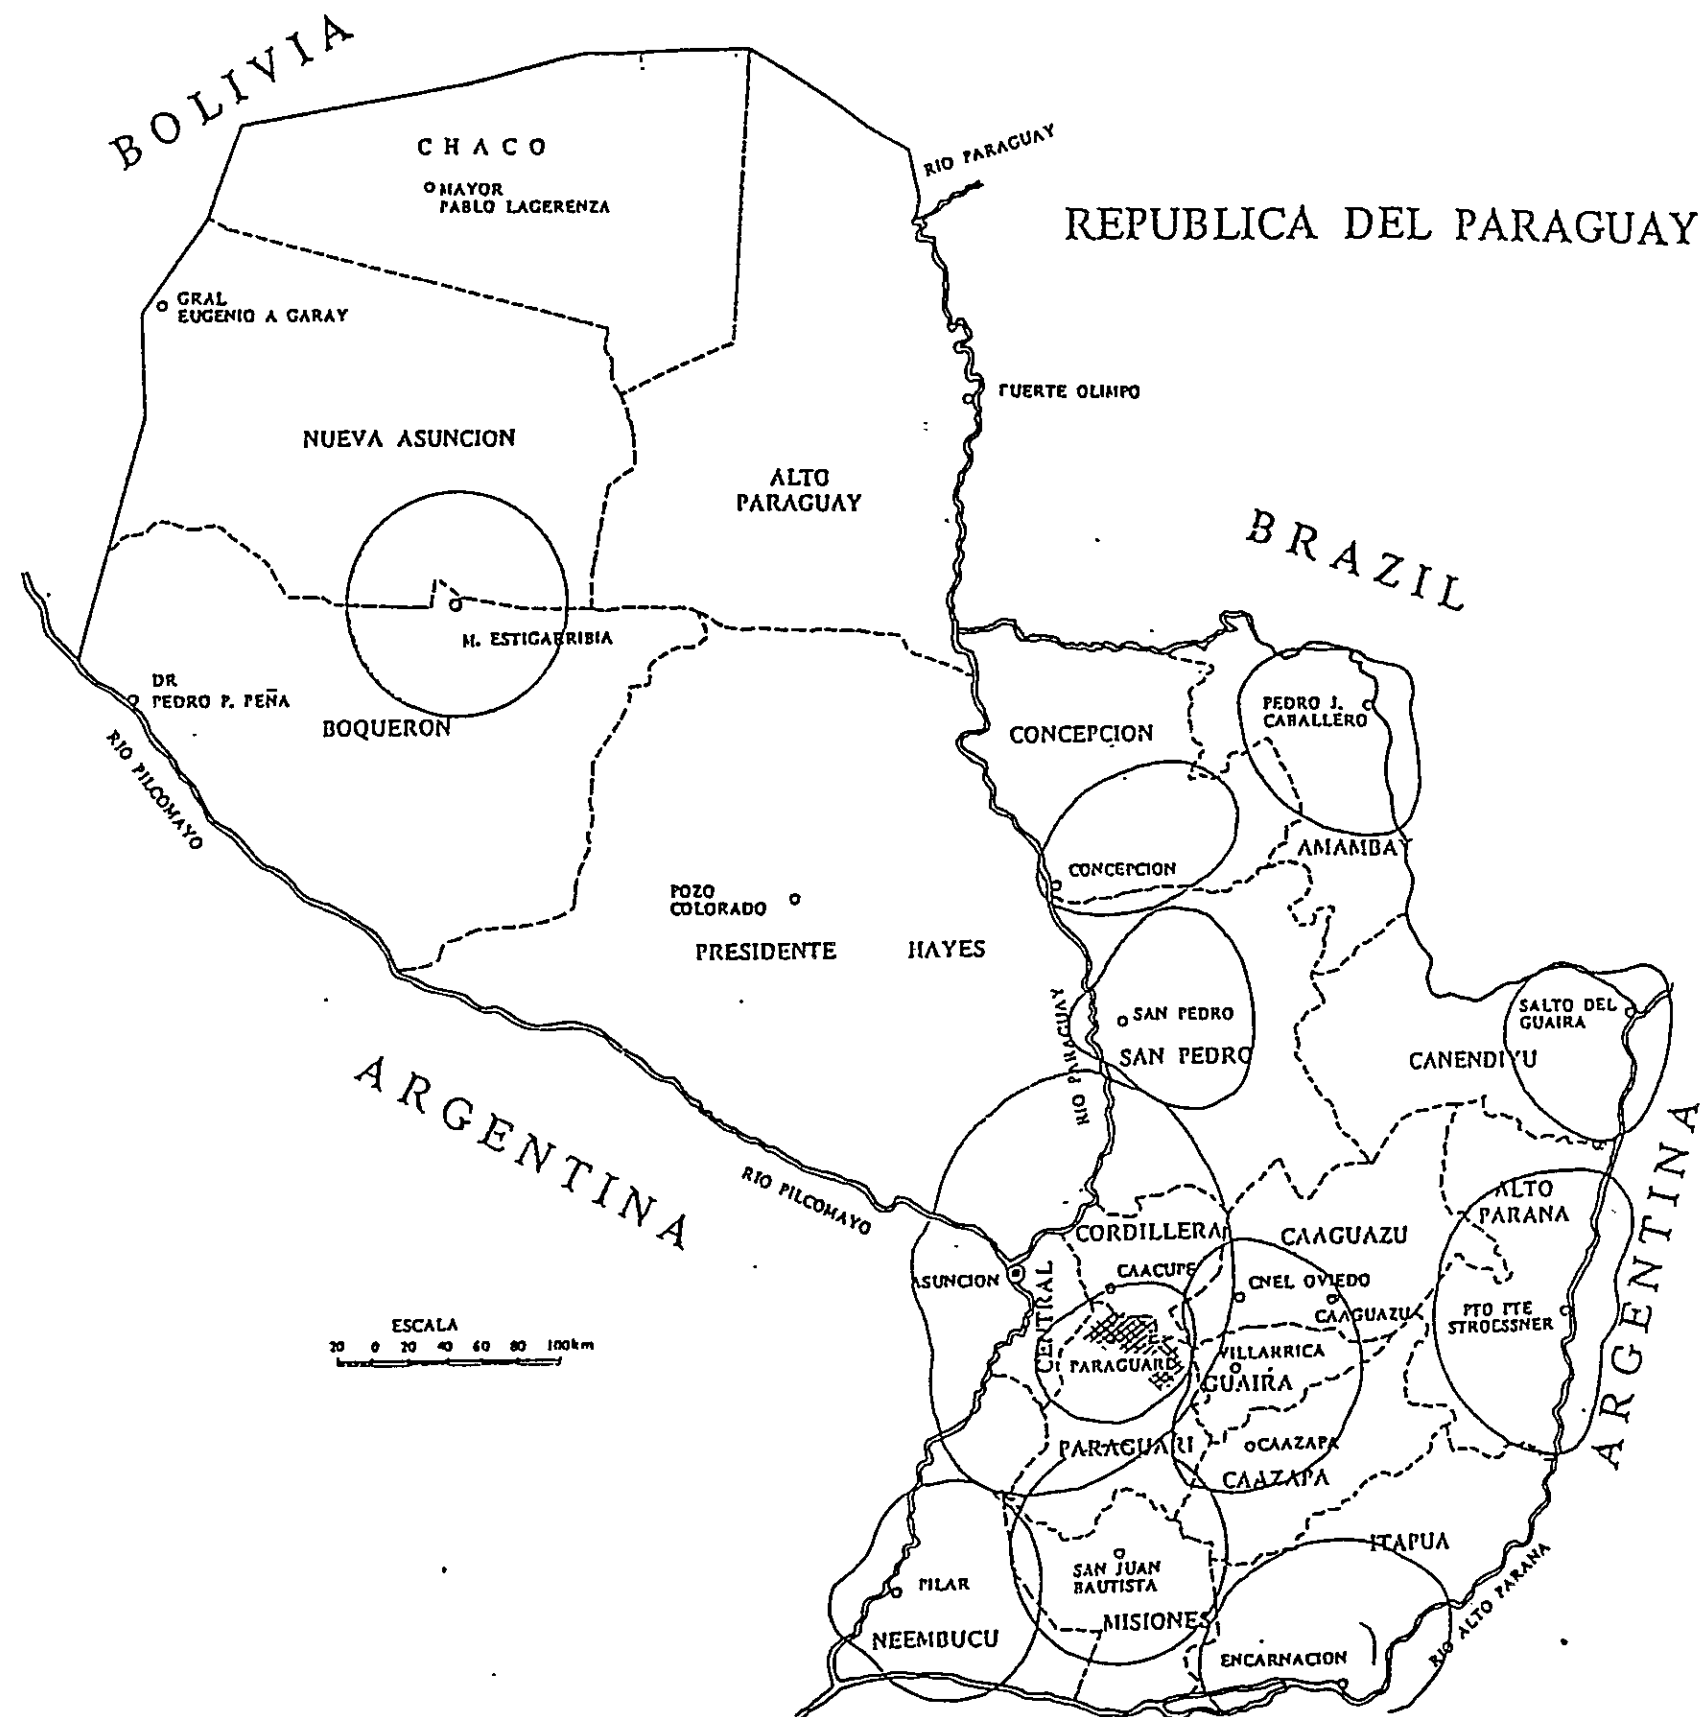 BOLIVIA
CHACO
MAYOR
PABLO LAGERENZA
RIO PARAGUAY
REPUBLICA DEL PARAGUAY
GRAL
EUGENIO A GARAY
FUERTE OLIMPO
NUEVA ASUNCION
ALTO
PARAGUAY
BRAZIL
M. ESTIGARRIBIA
DR
PEDRO P. PEÑA
BOQUERON
RIO PILCOMAYO
PEDRO J.
CABALLERO
CONCEPCION
AMAMBAY
CONCEPCION
POZO
COLORADO
PRESIDENTE HAYES
SAN PEDRO
SAN PEDRO
RIO PARAGUAY
SALTO DEL
GUAIRA
CANENDIYU
ARGENTINA
RIO PILCOMAYO
ALTO
PARANA
ARGENTINA
CORDILLERA
CAAGUAZU
ASUNCION
CENTRAL
CAACUPE
CNEL OVIEDO
CAAGUAZU
PTO PTE
STROESSNER
ESCALA
20 0 20 40 60 80 100km
PARAGUARI
VILLARRICA
GUAIRA
PARAGUARI
CAAZAPA
CAAZAPA
ITAPUA
SAN JUAN
BAUTISTA
PILAR
MISIONES
NEEMBUCU
ENCARNACION
RIO ALTO PARANA